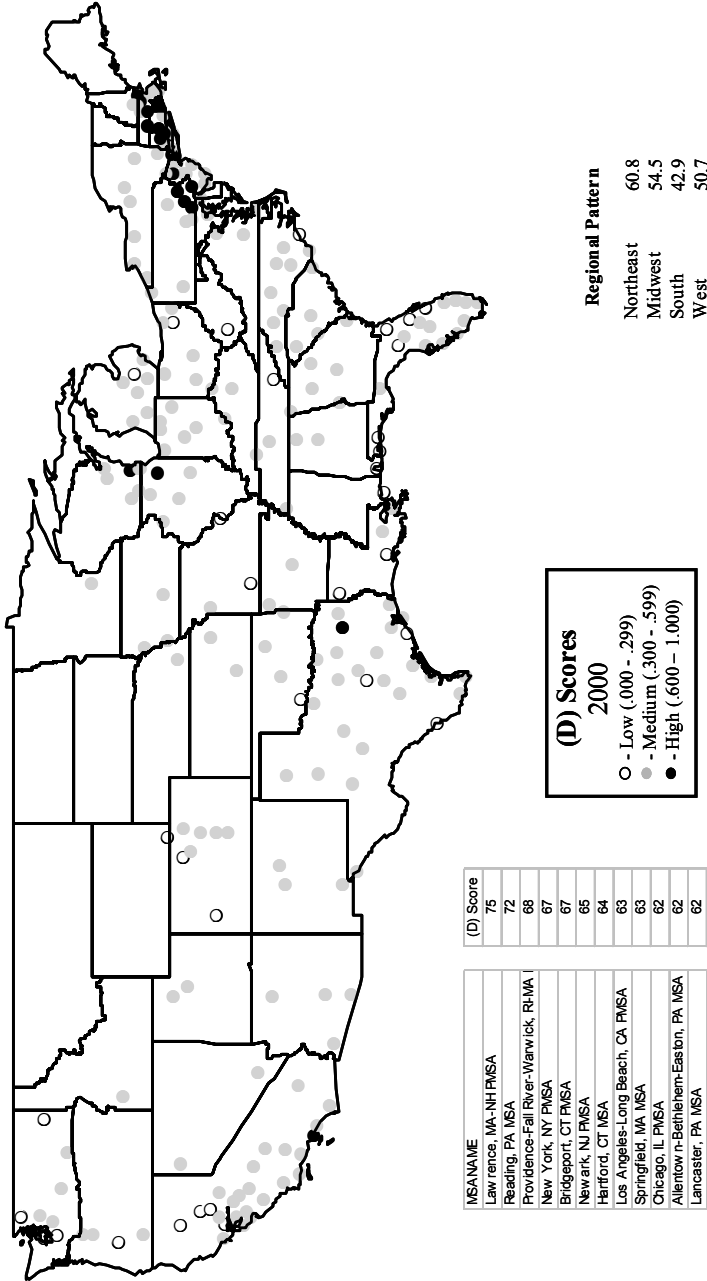 MSANAME (D) Score
Lawrence, MA-NH PMSA 75
Reading, PA MSA 72
Providence-Fall River-Warwick, RI-MA 68
New York, NY PMSA 67
Bridgeport, CT PMSA 67
Newark, NJ PMSA 65
Hartford, CT MSA 64
Los Angeles-Long Beach, CA PMSA 63
Springfield, MA MSA 63
Chicago, IL PMSA 62
Allentown-Bethlehem-Easton, PA MSA 62
Lancaster, PA MSA 62
(D) Scores
2000
- Low (.000 - .299)
- Medium (.300 - .599)
- High (.600 – 1.000)
Regional Pattern
Northeast 60.8
Midwest 54.5
South 42.9
West 50.7